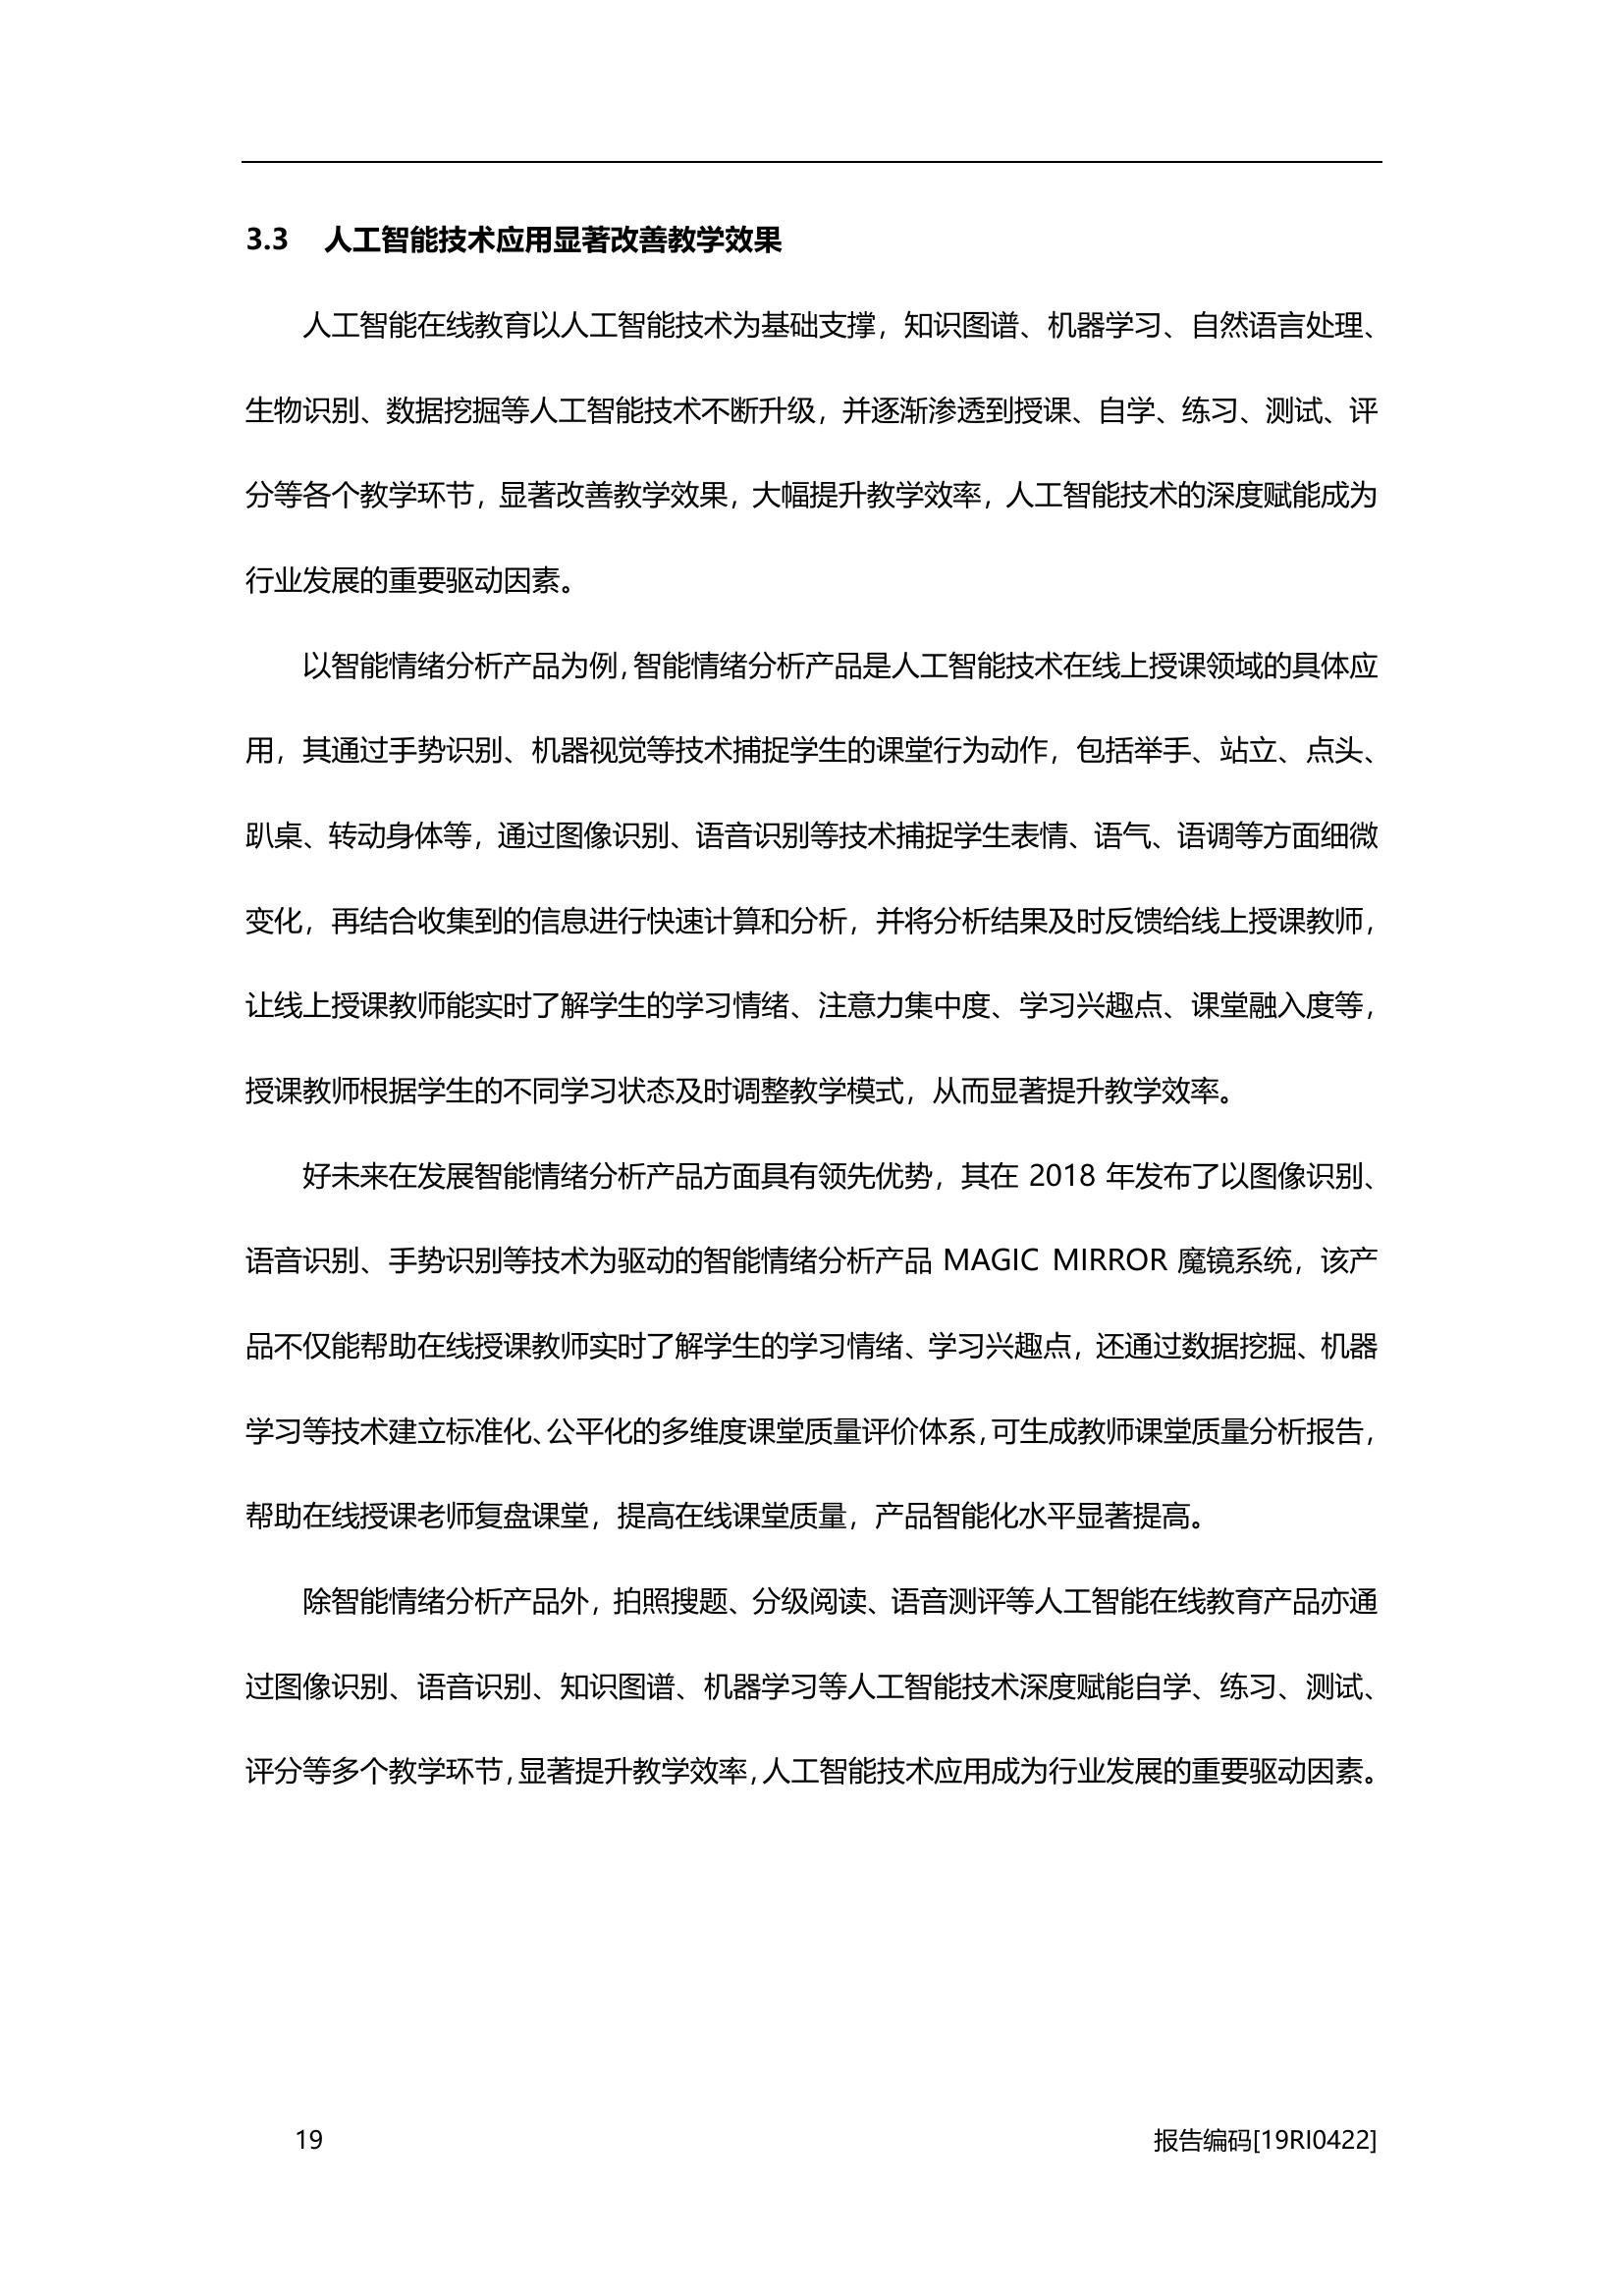 3.3 人工智能技术应用显著改善教学效果
人工智能在线教育以人工智能技术为基础支撑，知识图谱、机器学习、自然语言处理、
生物识别、数据挖掘等人工智能技术不断升级，并逐渐渗透到授课、自学、练习、测试、评
分等各个教学环节，显著改善教学效果，大幅提升教学效率，人工智能技术的深度赋能成为
行业发展的重要驱动因素。
以智能情绪分析产品为例，智能情绪分析产品是人工智能技术在线上授课领域的具体应
用，其通过手势识别、机器视觉等技术捕捉学生的课堂行为动作，包括举手、站立、点头、
趴桌、转动身体等，通过图像识别、语音识别等技术捕捉学生表情、语气、语调等方面细微
变化，再结合收集到的信息进行快速计算和分析，并将分析结果及时反馈给线上授课教师，
让线上授课教师能实时了解学生的学习情绪、注意力集中度、学习兴趣点、课堂融入度等，
授课教师根据学生的不同学习状态及时调整教学模式，从而显著提升教学效率。
好未来在发展智能情绪分析产品方面具有领先优势，其在 2018 年发布了以图像识别、
语音识别、手势识别等技术为驱动的智能情绪分析产品 MAGIC MIRROR 魔镜系统，该产
品不仅能帮助在线授课教师实时了解学生的学习情绪、学习兴趣点，还通过数据挖掘、机器
学习等技术建立标准化、公平化的多维度课堂质量评价体系，可生成教师课堂质量分析报告，
帮助在线授课老师复盘课堂，提高在线课堂质量，产品智能化水平显著提高。
除智能情绪分析产品外，拍照搜题、分级阅读、语音测评等人工智能在线教育产品亦通
过图像识别、语音识别、知识图谱、机器学习等人工智能技术深度赋能自学、练习、测试、
评分等多个教学环节，显著提升教学效率，人工智能技术应用成为行业发展的重要驱动因素。
19 报告编码[19RI0422]